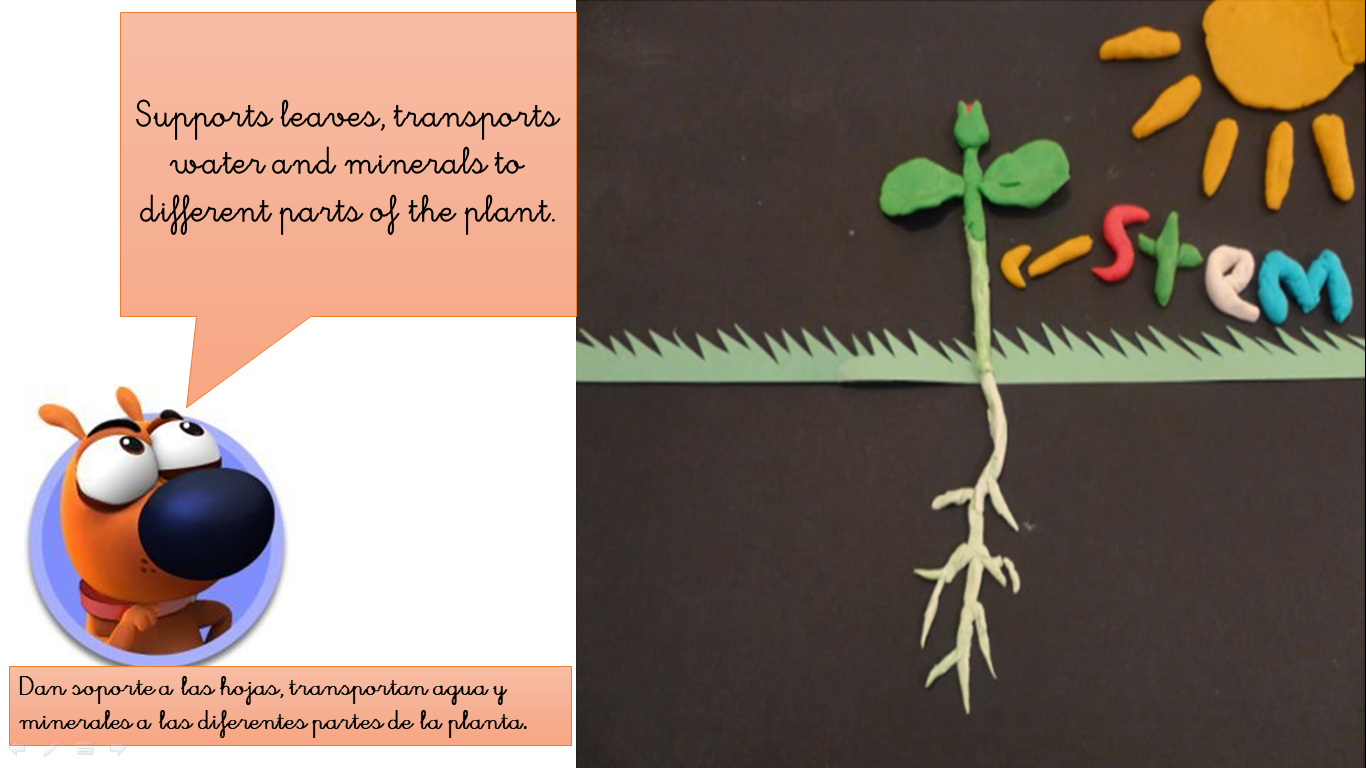 Supports leaves, transports
water and minerals to
different parts of the plant.
stem
Dan soporte a las hojas, transportan agua y
minerales a las diferentes partes de la planta.